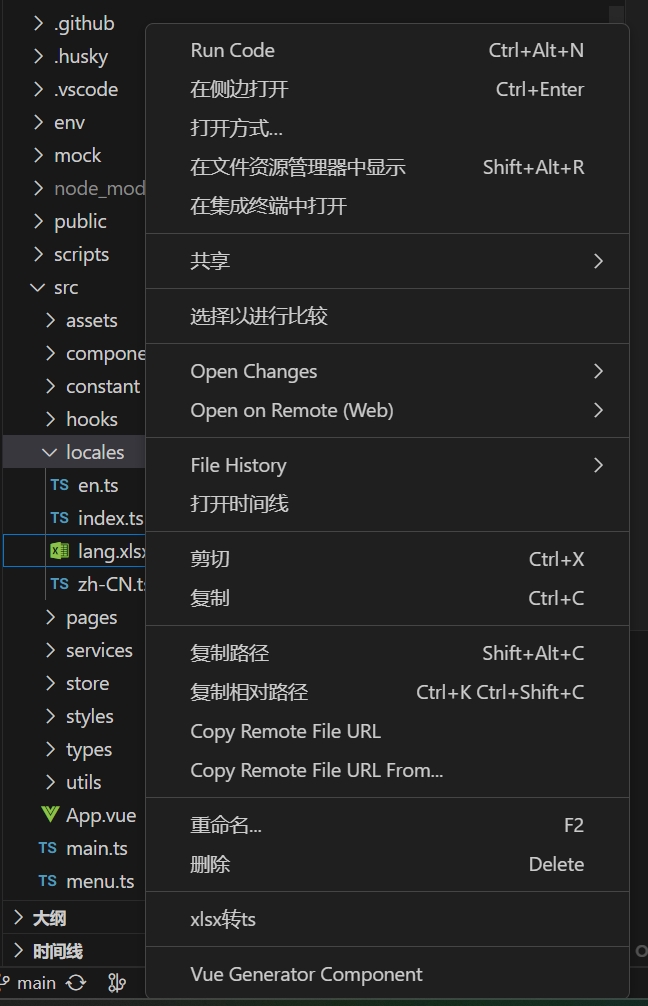 .github
.husky
.vscode
env
mock
node_mod
public
scripts
src
assets
compone
constant
hooks
locales
TS en.ts
TS index.ts
lang.xlsx
TS zh-CN.ts
pages
services
store
styles
types
utils
App.vue
TS main.ts
TS menu.ts
大纲
时间线
main
Run Code Ctrl+Alt+N
在侧边打开 Ctrl+Enter
打开方式...
在文件资源管理器中显示 Shift+Alt+R
在集成终端中打开
共享
选择以进行比较
Open Changes
Open on Remote (Web)
File History
打开时间线
剪切 Ctrl+X
复制 Ctrl+C
复制路径 Shift+Alt+C
复制相对路径 Ctrl+K Ctrl+Shift+C
Copy Remote File URL
Copy Remote File URL From...
重命名... F2
删除 Delete
xlsx转ts
Vue Generator Component